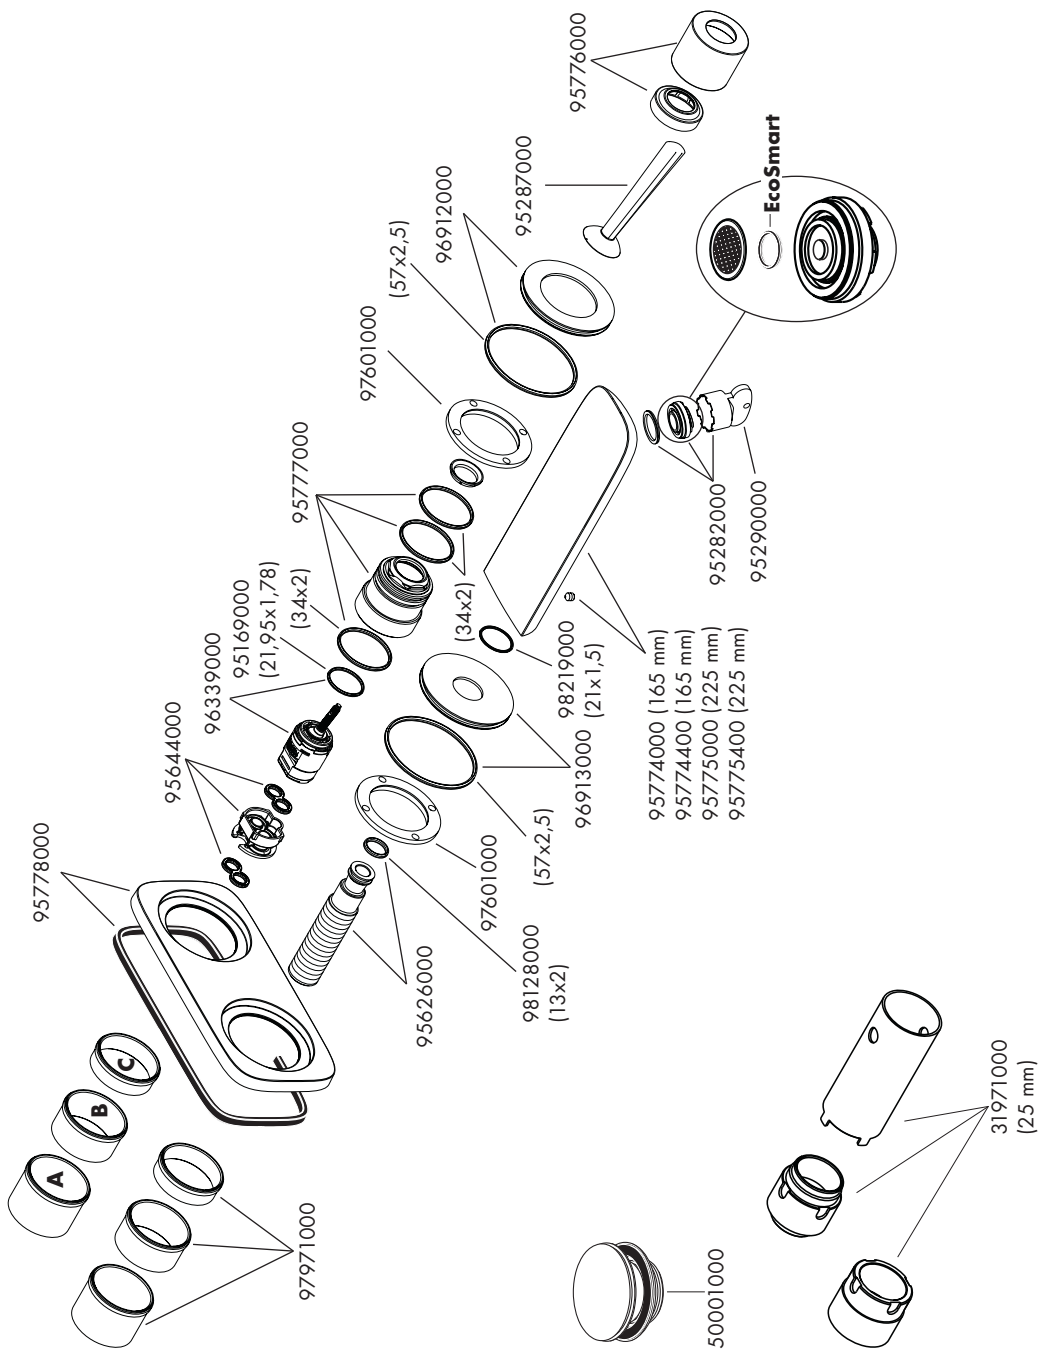 95778000
95644000
96339000
95169000
(21,95x1,78)
(34x2)
95777000
97601000
(57x2,5)
96912000
95287000
95776000
EcoSmart
(34x2)
95282000
95290000
98219000
(21x1,5)
96913000
(57x2,5)
97601000
98128000
(13x2)
95626000
95774000 (165 mm)
95774400 (165 mm)
95775000 (225 mm)
95775400 (225 mm)
A
B
C
97971000
50001000
31971000
(25 mm)